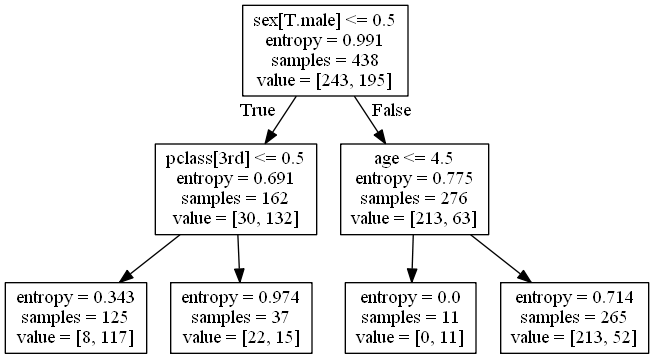 sex[T.male] <= 0.5
entropy = 0.991
samples = 438
value = [243, 195]
True
False
pclass[3rd] <= 0.5
entropy = 0.691
samples = 162
value = [30, 132]
age <= 4.5
entropy = 0.775
samples = 276
value = [213, 63]
entropy = 0.343
samples = 125
value = [8, 117]
entropy = 0.974
samples = 37
value = [22, 15]
entropy = 0.0
samples = 11
value = [0, 11]
entropy = 0.714
samples = 265
value = [213, 52]